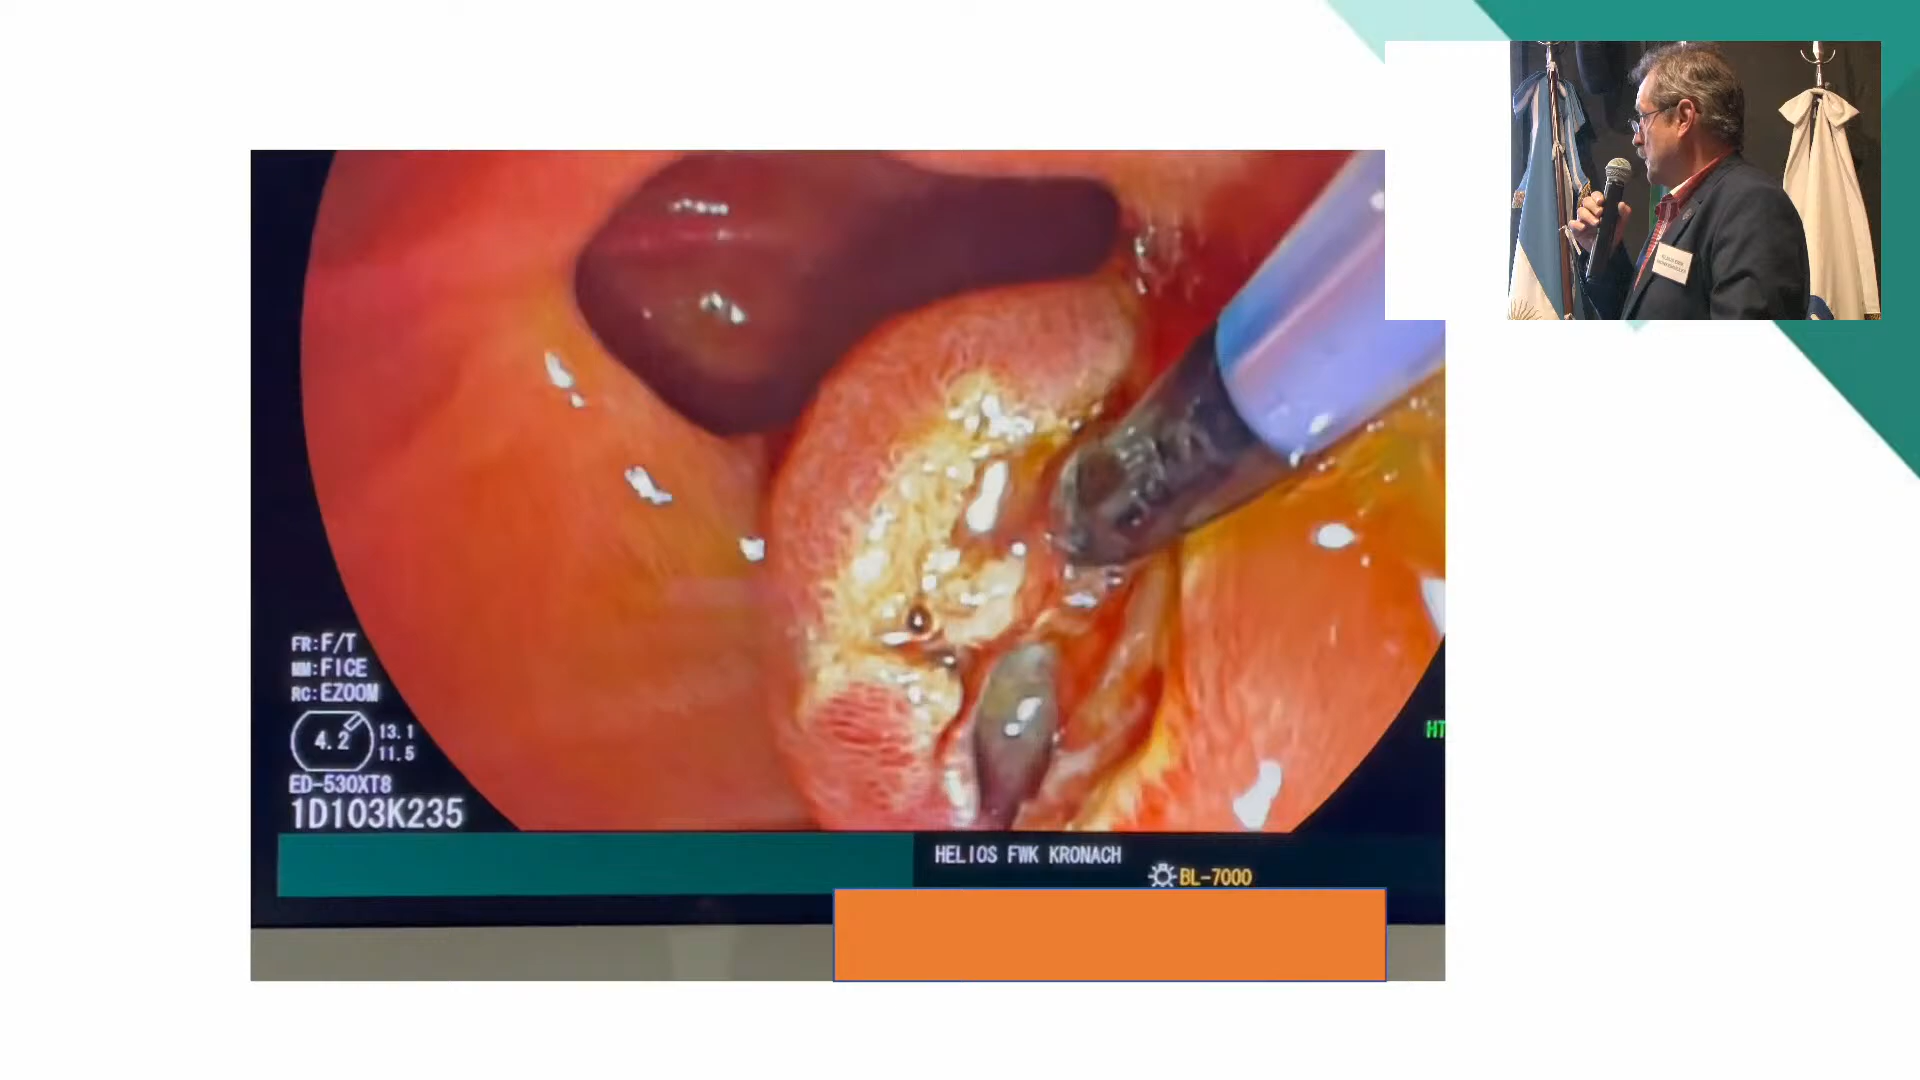 FR:F/T
NM:FICE
RC:EZOOM
4.2
13.1
11.5
ED-530XT8
1D103K235
HT
HELIOS FWK KRONACH
BL-7000